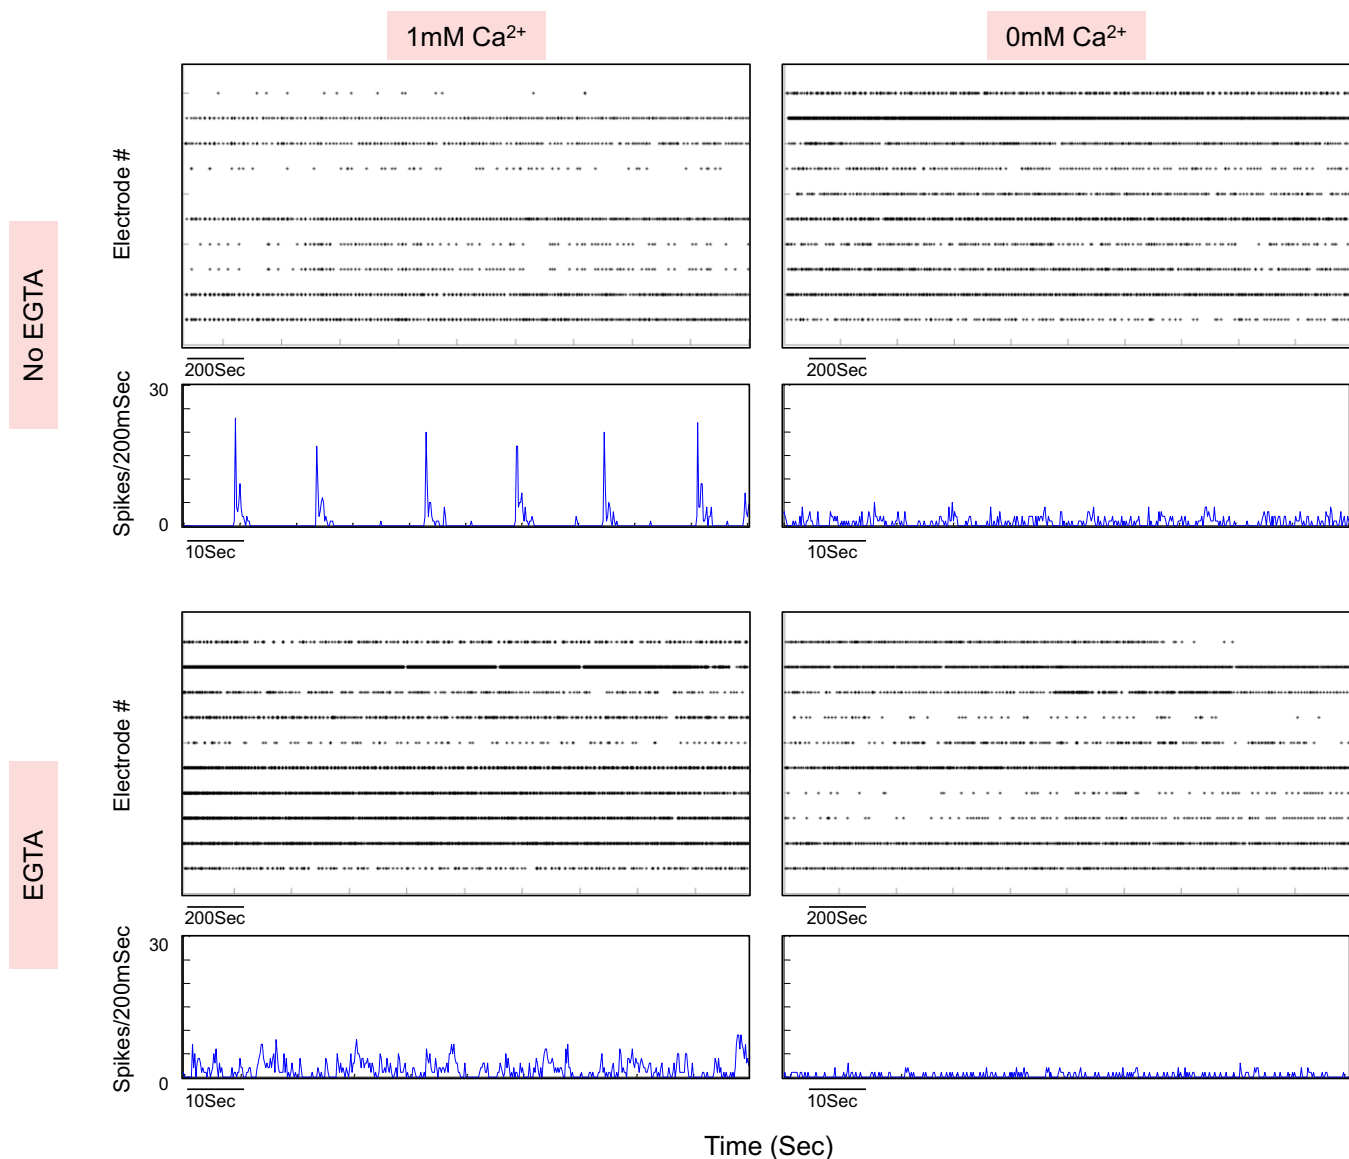 1mM Ca²⁺
0mM Ca²⁺
No EGTA
Electrode #
200Sec
200Sec
Spikes/200mSec
30
0
10Sec
10Sec
EGTA
Electrode #
200Sec
200Sec
Spikes/200mSec
30
0
10Sec
10Sec
Time (Sec)